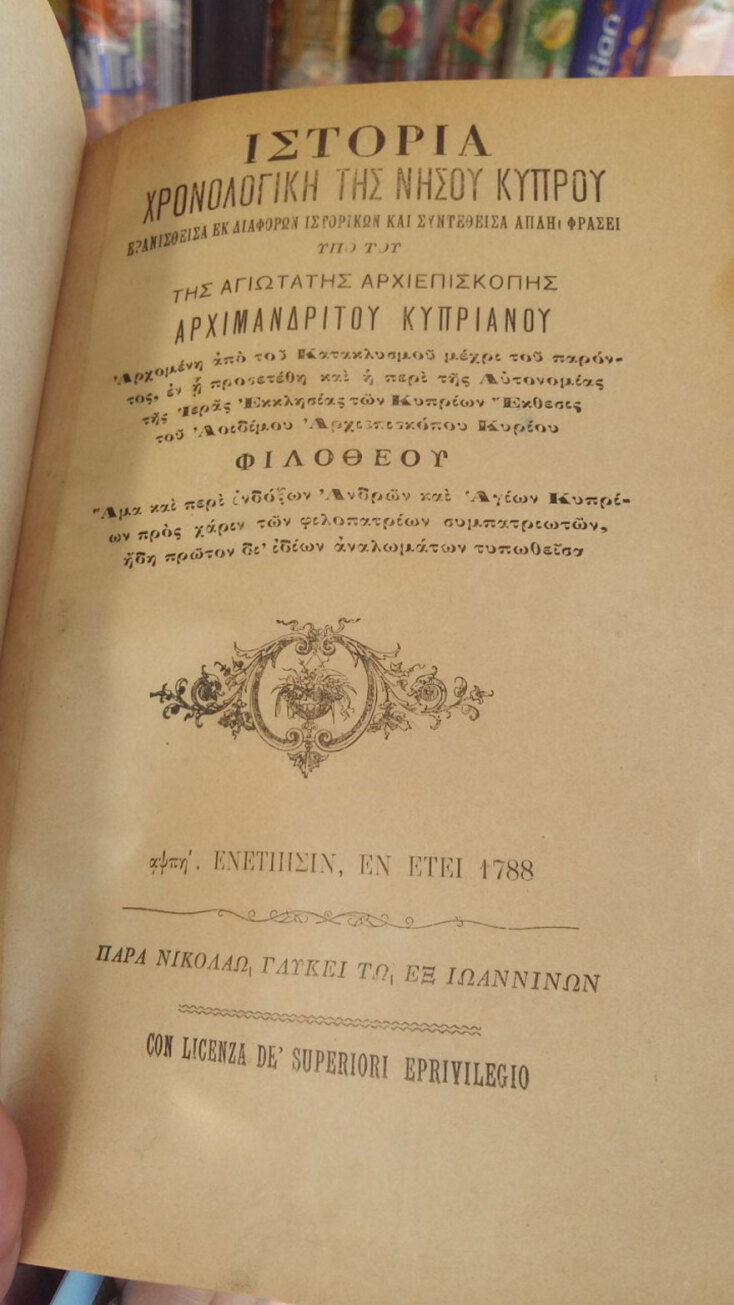 ΑΝΤΑ
tion
ΙΣΤΟΡΙΑ
ΧΡΟΝΟΛΟΓΙΚΗ ΤΗΣ ΝΗΣΟΥ ΚΥΠΡΟΥ
ΕΡΑΝΙΣΘΕΙΣΑ ΕΚ ΔΙΑΦΟΡΩΝ ΙΣΤΟΡΙΚΩΝ ΚΑΙ ΣΥΝΤΕΘΕΙΣΑ ΑΠΛΗι ΦΡΑΣΕΙ
ΥΠΟ ΤΟΥ
ΤΗΣ ΑΓΙΩΤΑΤΗΣ ΑΡΧΙΕΠΙΣΚΟΠΗΣ
ΑΡΧΙΜΑΝΔΡΙΤΟΥ ΚΥΠΡΙΑΝΟΥ
Ἀρχομένη ἀπὸ τοῦ Κατακλυσμοῦ μέχρι τοῦ παρόν-
τος, ἐν ᾗ προσετέθη καὶ ἡ περὶ τῆς Αὐτονομίας
τῆς Ἱερᾶς Ἐκκλησίας τῶν Κυπρίων Ἔκθεσις
τοῦ Ἀοιδίμου Ἀρχιεπισκόπου Κυρίου
ΦΙΛΟΘΕΟΥ
Ἅμα καὶ περὶ ἐνδόξων Ἀνδρῶν καὶ Ἁγίων Κυπρί-
ων πρὸς χάριν τῶν φιλοπατρίων συμπατριωτῶν,
ἤδη πρῶτον δι' ἰδίων ἀναλωμάτων τυπωθεῖσα
͵αψπη'. ΕΝΕΤΙΗΣΙΝ, ΕΝ ΕΤΕΙ 1788
ΠΑΡΑ ΝΙΚΟΛΑΩι ΓΛΥΚΕΙ ΤΩι ΕΞ ΙΩΑΝΝΙΝΩΝ
CON LICENZA DE' SUPERIORI EPRIVILEGIO